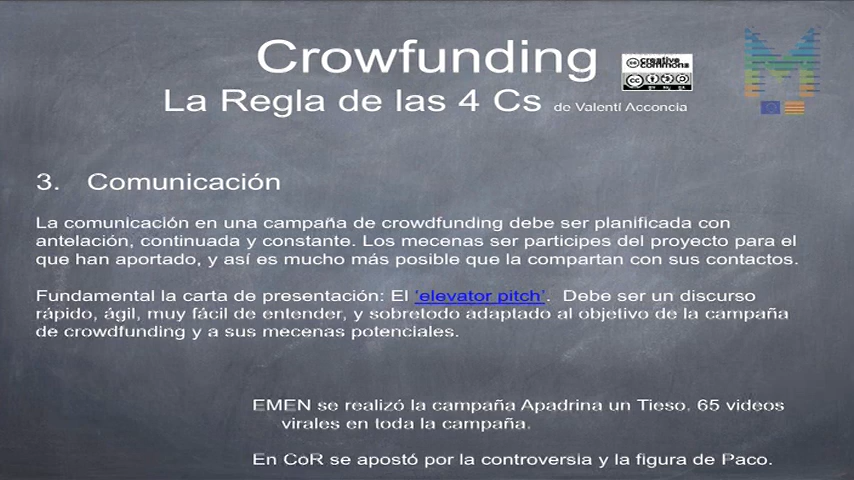 Crowfunding
creative commons
La Regla de las 4 Cs de Valentí Acconcia
3. Comunicación
La comunicación en una campaña de crowdfunding debe ser planificada con
antelación, continuada y constante. Los mecenas ser participes del proyecto para el
que han aportado, y así es mucho más posible que la compartan con sus contactos.
Fundamental la carta de presentación: El ‘elevator pitch’. Debe ser un discurso
rápido, ágil, muy fácil de entender, y sobretodo adaptado al objetivo de la campaña
de crowdfunding y a sus mecenas potenciales.
EMEN se realizó la campaña Apadrina un Tieso. 65 videos
virales en toda la campaña.
En CoR se apostó por la controversia y la figura de Paco.